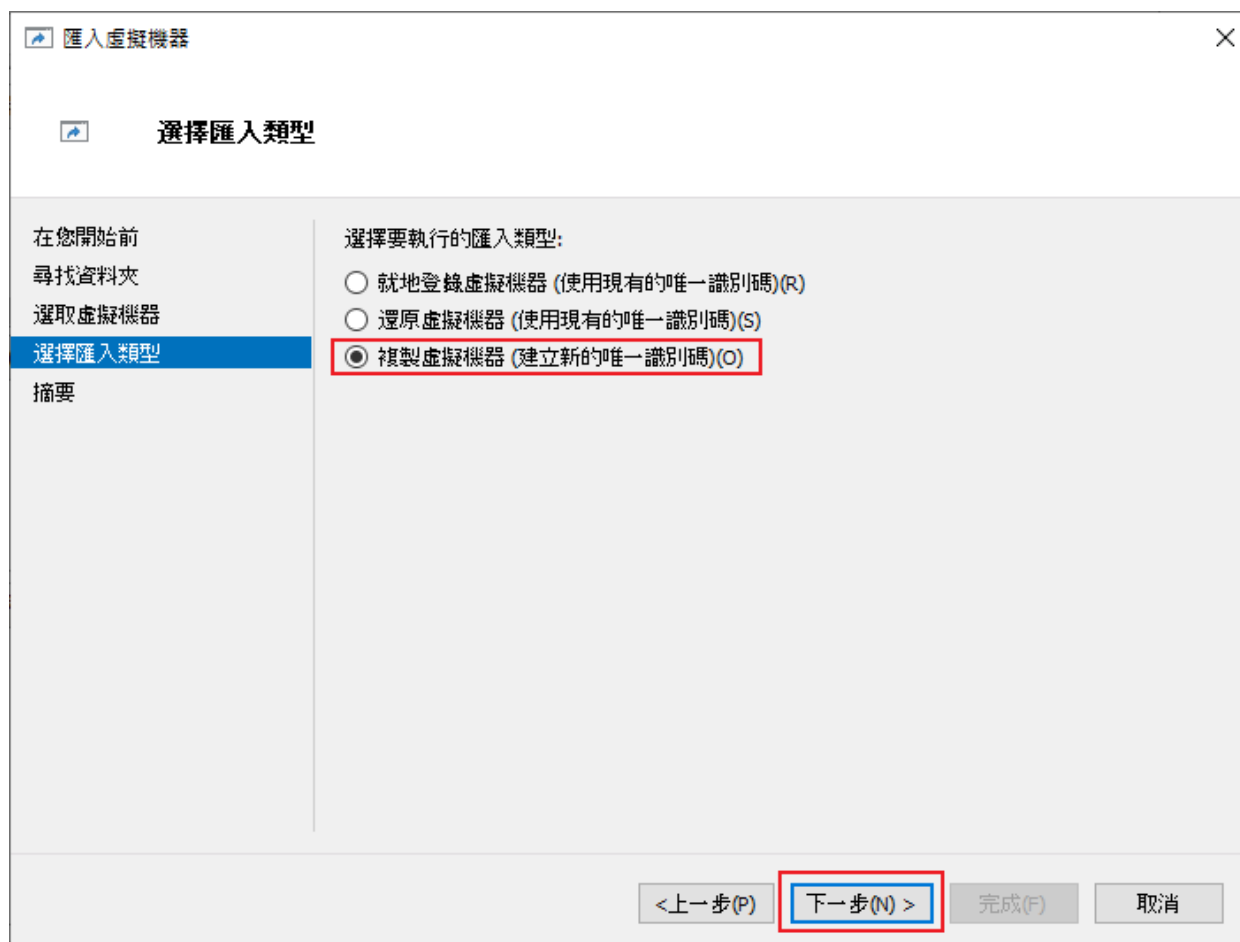 匯入虛擬機器
選擇匯入類型
在您開始前
尋找資料夾
選取虛擬機器
選擇匯入類型
摘要
選擇要執行的匯入類型:
就地登錄虛擬機器 (使用現有的唯一識別碼)(R)
還原虛擬機器 (使用現有的唯一識別碼)(S)
複製虛擬機器 (建立新的唯一識別碼)(O)
<上一步(P)
下一步(N) >
完成(F)
取消